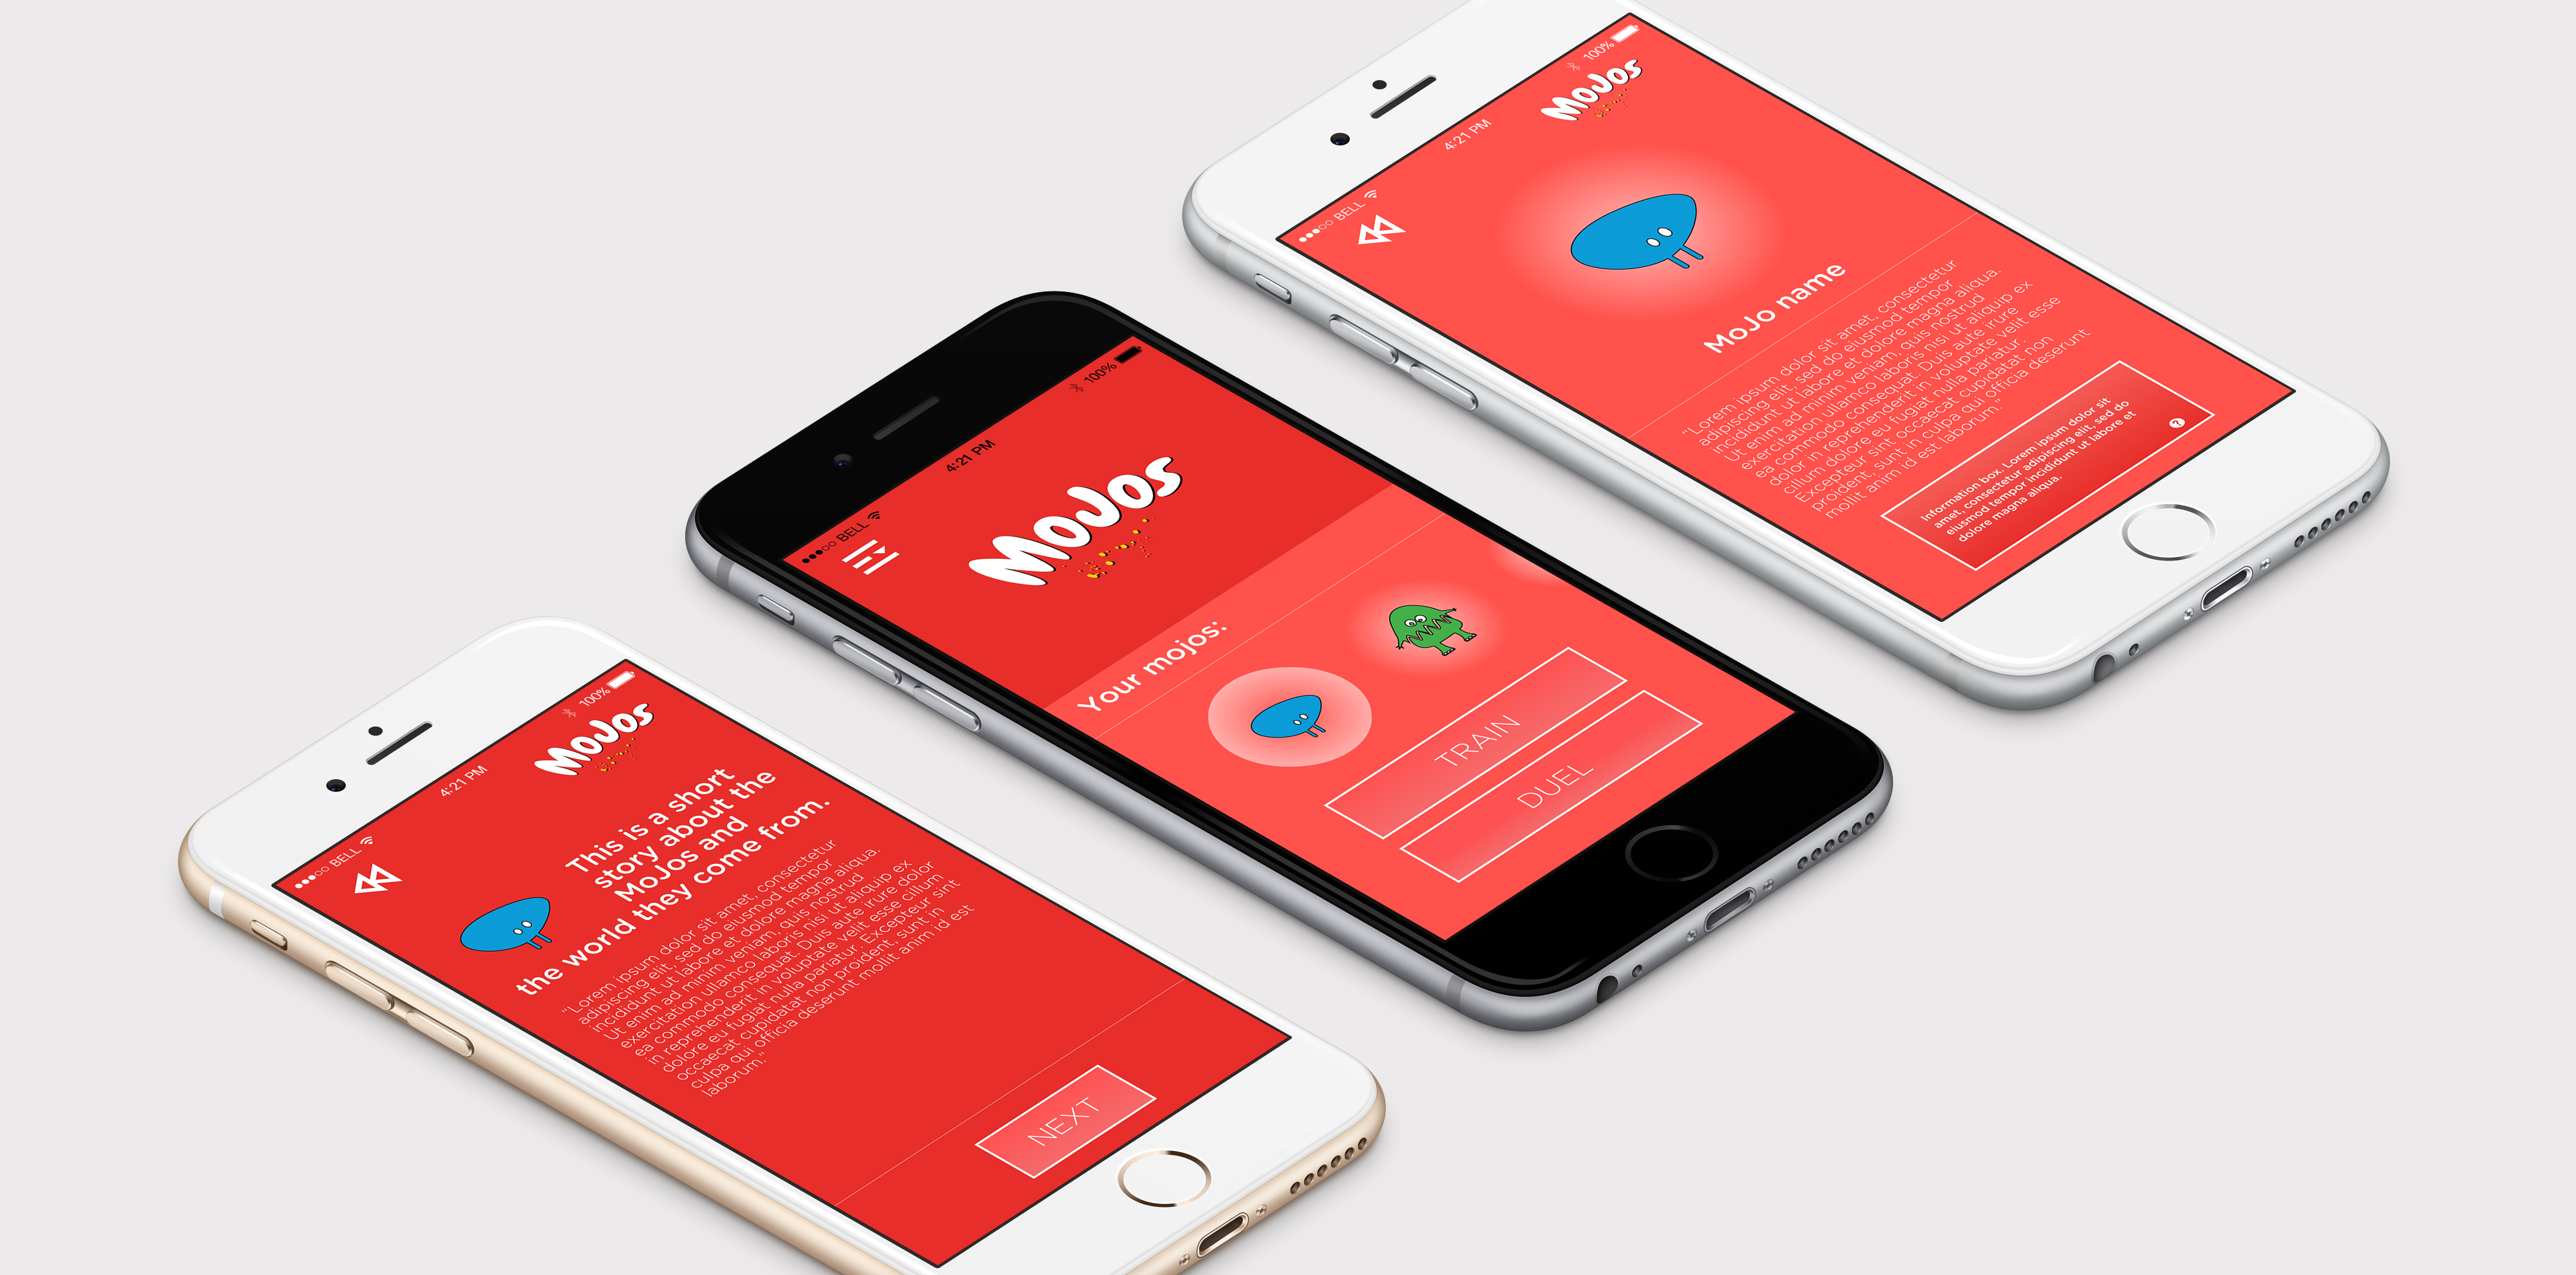 BELL
4:21 PM
100%
MoJos
This is a short
story about the
MoJos and
the world they come from.
"Lorem ipsum dolor sit amet, consectetur
adipiscing elit, sed do eiusmod tempor
incididunt ut labore et dolore magna aliqua.
Ut enim ad minim veniam, quis nostrud
exercitation ullamco laboris nisi ut aliquip ex
ea commodo consequat. Duis aute irure dolor
in reprehenderit in voluptate velit esse cillum
dolore eu fugiat nulla pariatur. Excepteur sint
occaecat cupidatat non proident, sunt in
culpa qui officia deserunt mollit anim id est
laborum."
NEXT
BELL
4:21 PM
100%
MoJos
Your mojos:
TRAIN
DUEL
BELL
4:21 PM
100%
MoJos
MoJo name
"Lorem ipsum dolor sit amet, consectetur
adipiscing elit, sed do eiusmod tempor
incididunt ut labore et dolore magna aliqua.
Ut enim ad minim veniam, quis nostrud
exercitation ullamco laboris nisi ut aliquip ex
ea commodo consequat. Duis aute irure
dolor in reprehenderit in voluptate velit esse
cillum dolore eu fugiat nulla pariatur.
Excepteur sint occaecat cupidatat non
proident, sunt in culpa qui officia deserunt
mollit anim id est laborum."
Information box. Lorem ipsum dolor sit
amet, consectetur adipiscing elit, sed do
eiusmod tempor incididunt ut labore et
dolore magna aliqua.
?